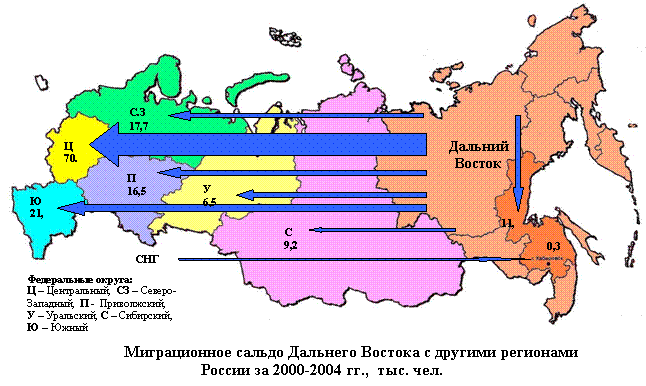 С.З
17,7
Ц
70.
Дальний
Восток
П
16,5
У
6,5
Ю
21,
11,
С
9,2
0,3
г. Хабаровск
СНГ
Федеральные округа:
Ц – Центральный, СЗ – Северо-
Западный, П - Приволжский,
У – Уральский, С – Сибирский,
Ю – Южный
Миграционное сальдо Дальнего Востока с другими регионами
России за 2000-2004 гг., тыс. чел.